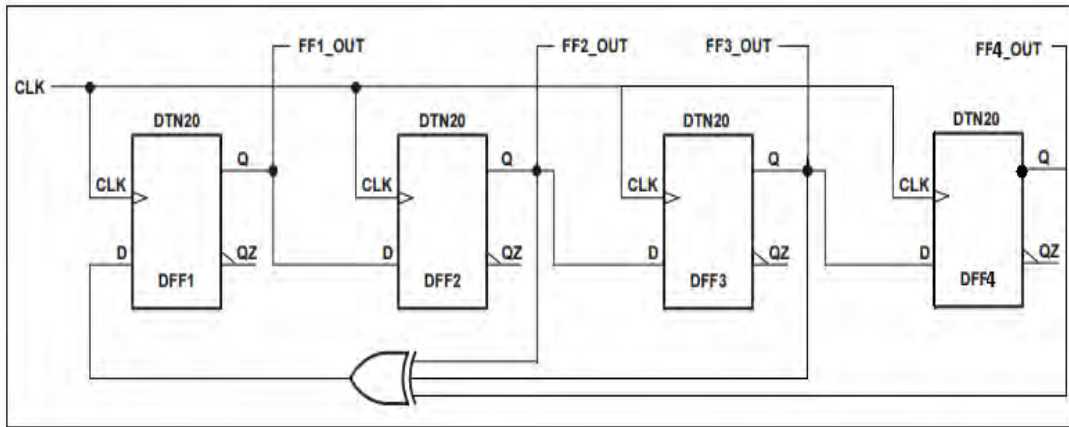 FF1_OUT FF2_OUT FF3_OUT FF4_OUT
CLK
DTN20 DTN20 DTN20 DTN20
Q Q Q Q
CLK CLK CLK CLK
D QZ D QZ D QZ D QZ
DFF1 DFF2 DFF3 DFF4